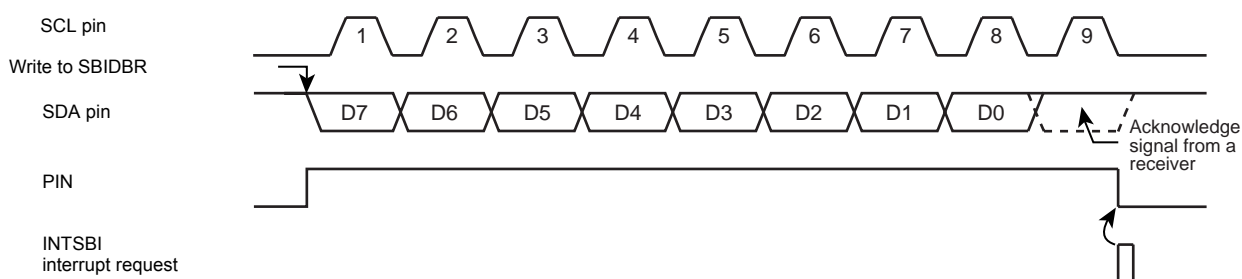 SCL pin
1 2 3 4 5 6 7 8 9
Write to SBIDBR
SDA pin
D7 D6 D5 D4 D3 D2 D1 D0
Acknowledge
signal from a
receiver
PIN
INTSBI
interrupt request